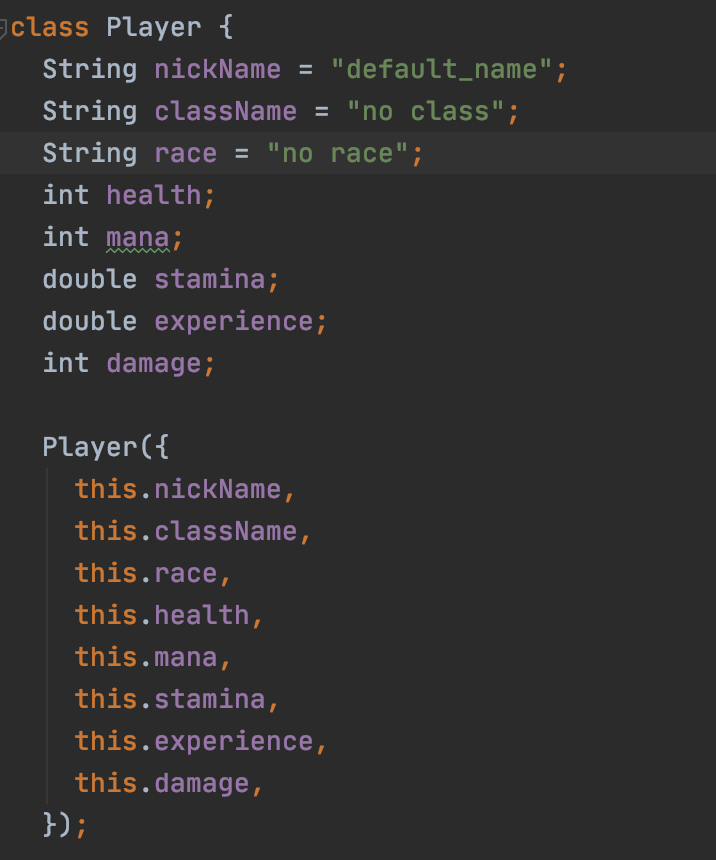 class Player {
  String nickName = "default_name";
  String className = "no class";
  String race = "no race";
  int health;
  int mana;
  double stamina;
  double experience;
  int damage;

  Player({
    this.nickName,
    this.className,
    this.race,
    this.health,
    this.mana,
    this.stamina,
    this.experience,
    this.damage,
  });